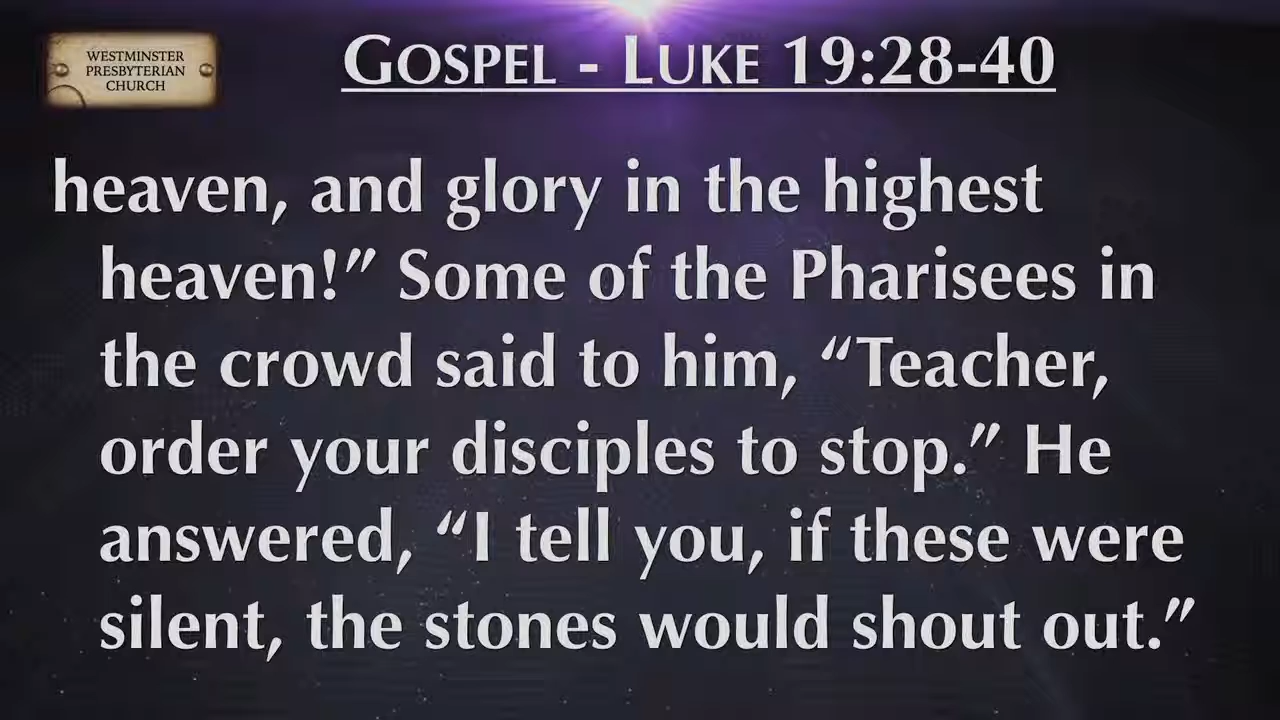 WESTMINSTER
PRESBYTERIAN
CHURCH
GOSPEL - LUKE 19:28-40
heaven, and glory in the highest
heaven!” Some of the Pharisees in
the crowd said to him, “Teacher,
order your disciples to stop.” He
answered, “I tell you, if these were
silent, the stones would shout out.”